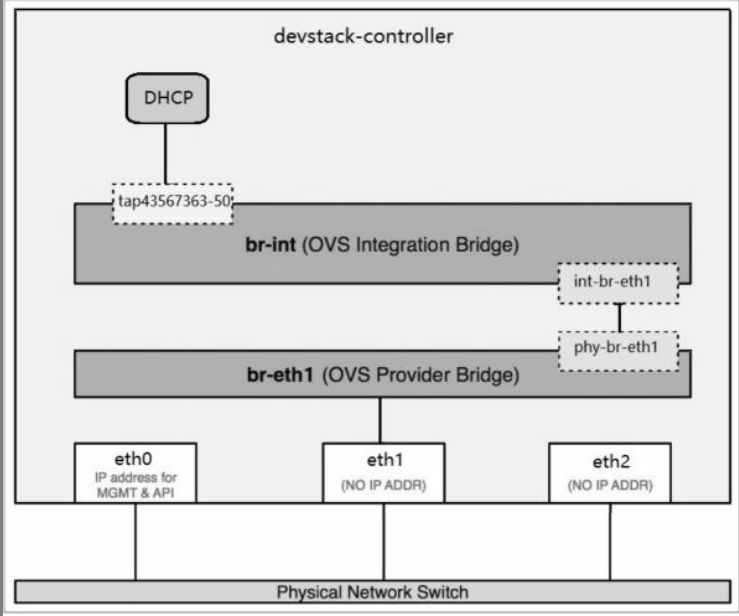 devstack-controller
DHCP
tap43567363-50
br-int (OVS Integration Bridge)
int-br-eth1
phy-br-eth1
br-eth1 (OVS Provider Bridge)
eth0
IP address for
MGMT & API
eth1
(NO IP ADDR)
eth2
(NO IP ADDR)
Physical Network Switch